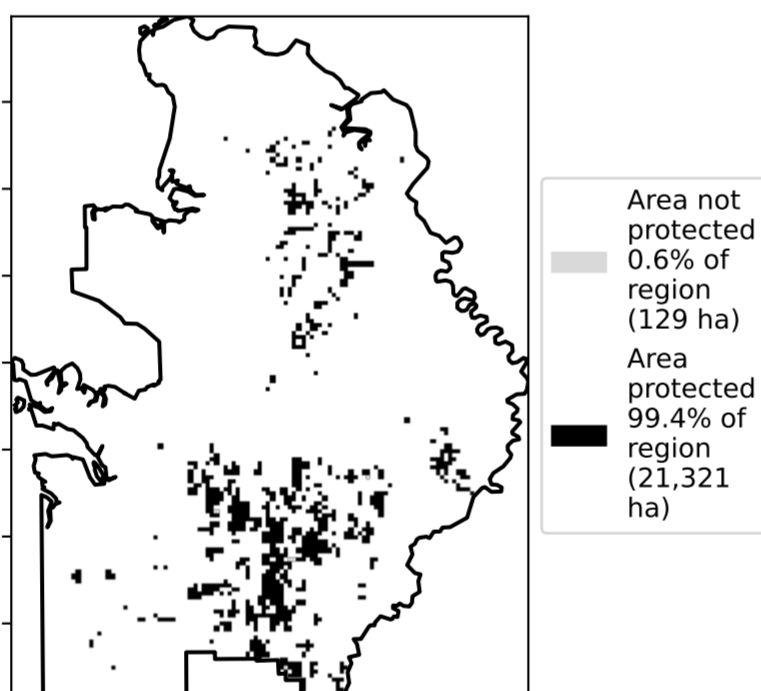 Area not
protected
0.6% of
region
(129 ha)
Area
protected
99.4% of
region
(21,321
ha)